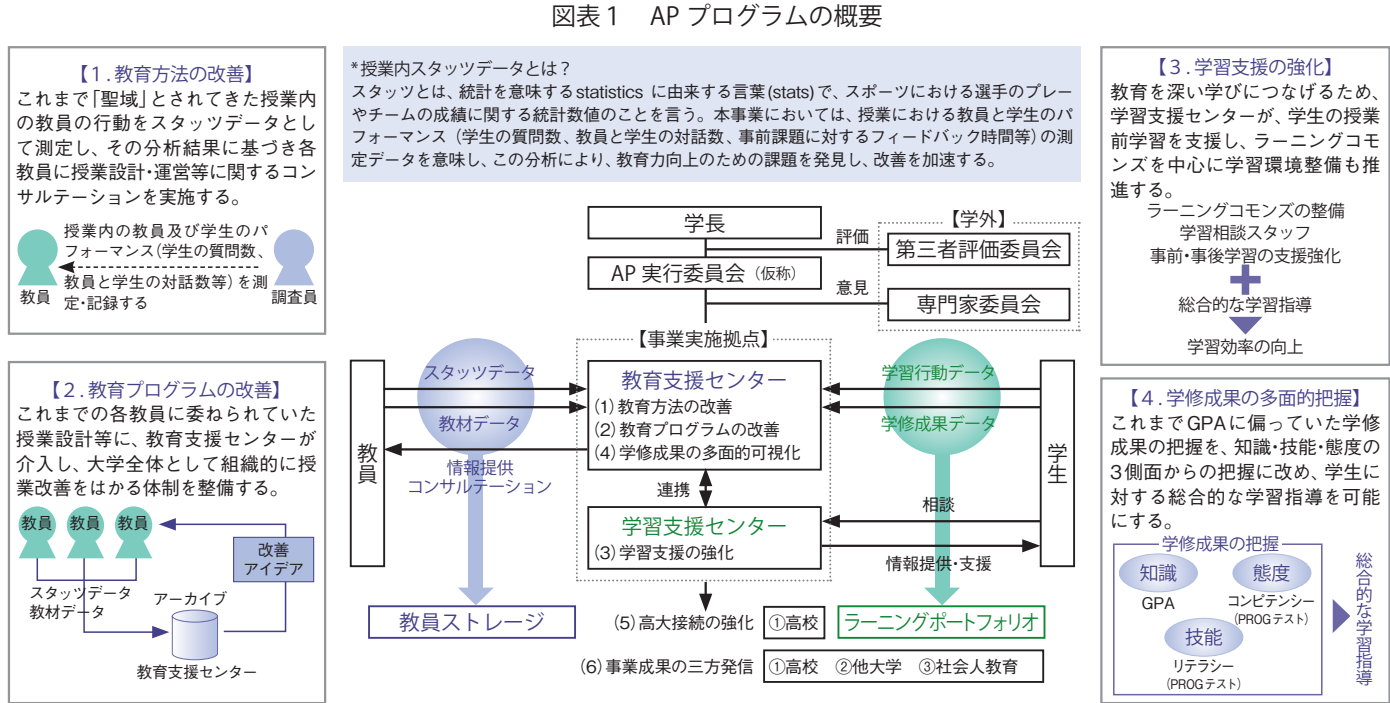 図表1　APプログラムの概要
【1.教育方法の改善】
これまで「聖域」とされてきた授業内
の教員の行動をスタッツデータとし
て測定し、その分析結果に基づき各
教員に授業設計・運営等に関するコン
サルテーションを実施する。
授業内の教員及び学生のパ
フォーマンス(学生の質問数、
教員と学生の対話数等)を測
定・記録する
教員
調査員
【2.教育プログラムの改善】
これまでの各教員に委ねられていた
授業設計等に、教育支援センターが
介入し、大学全体として組織的に授
業改善をはかる体制を整備する。
教員 教員 教員
改善
アイデア
スタッツデータ
教材データ
アーカイブ
教育支援センター
*授業内スタッツデータとは？
スタッツとは、統計を意味するstatistics に由来する言葉(stats)で、スポーツにおける選手のプレー
やチームの成績に関する統計数値のことを言う。本事業においては、授業における教員と学生のパ
フォーマンス（学生の質問数、教員と学生の対話数、事前課題に対するフィードバック時間等）の測
定データを意味し、この分析により、教育力向上のための課題を発見し、改善を加速する。
学長
評価
【学外】
第三者評価委員会
AP実行委員会（仮称）
意見
専門家委員会
【事業実施拠点】
教員
スタッツデータ
教材データ
情報提供
コンサルテーション
教育支援センター
(1)教育方法の改善
(2)教育プログラムの改善
(4)学修成果の多面的可視化
連携
学習支援センター
(3)学習支援の強化
学習行動データ
学修成果データ
学生
相談
情報提供・支援
教員ストレージ
(5)高大接続の強化 ①高校
ラーニングポートフォリオ
(6)事業成果の三方発信 ①高校 ②他大学 ③社会人教育
【3.学習支援の強化】
教育を深い学びにつなげるため、
学習支援センターが、学生の授業
前学習を支援し、ラーニングコモ
ンズを中心に学習環境整備も推
進する。
ラーニングコモンズの整備
学習相談スタッフ
事前・事後学習の支援強化
総合的な学習指導
学習効率の向上
【4.学修成果の多面的把握】
これまでGPAに偏っていた学修
成果の把握を、知識・技能・態度の
3側面からの把握に改め、学生に
対する総合的な学習指導を可能
にする。
学修成果の把握
知識
GPA
態度
コンピテンシー
(PROGテスト)
技能
リテラシー
(PROGテスト)
総合的な学習指導